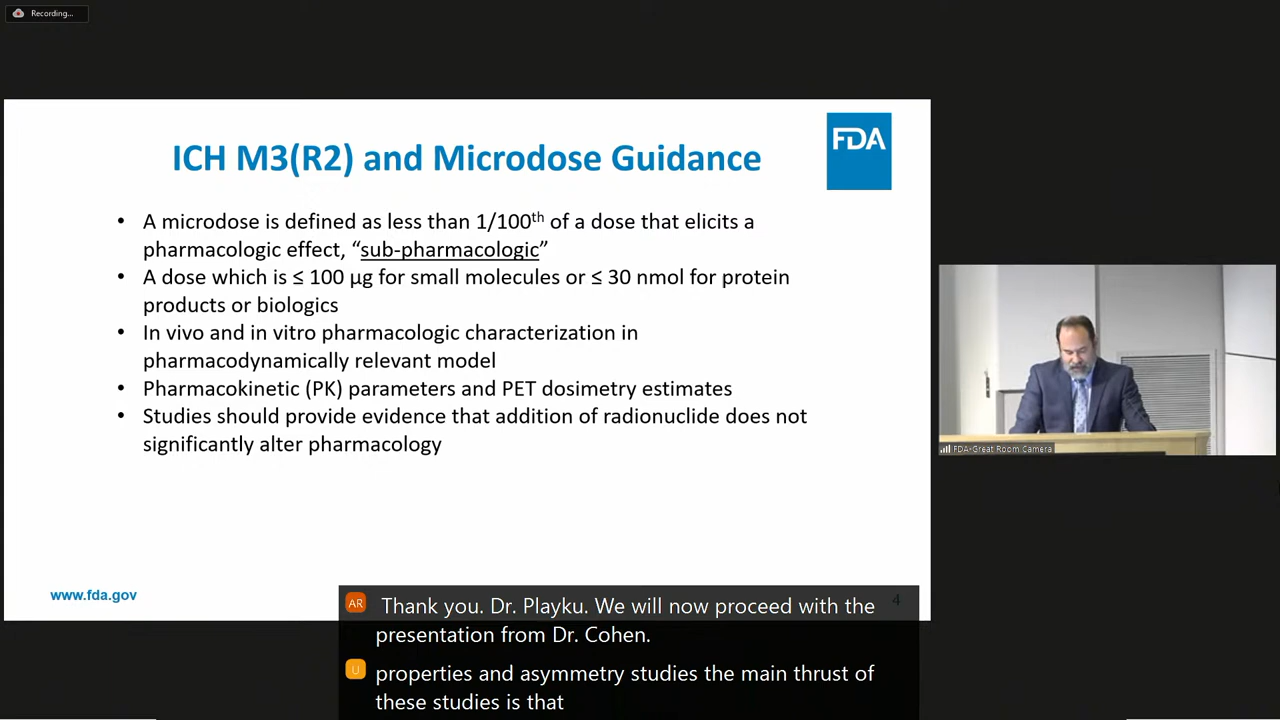 Recording...
ICH M3(R2) and Microdose Guidance
FDA
• A microdose is defined as less than 1/100th of a dose that elicits a
pharmacologic effect, “sub-pharmacologic”
• A dose which is ≤ 100 µg for small molecules or ≤ 30 nmol for protein
products or biologics
• In vivo and in vitro pharmacologic characterization in
pharmacodynamically relevant model
• Pharmacokinetic (PK) parameters and PET dosimetry estimates
• Studies should provide evidence that addition of radionuclide does not
significantly alter pharmacology
FDA-Great Room Camera
www.fda.gov
4
AR Thank you. Dr. Playku. We will now proceed with the
presentation from Dr. Cohen.
U properties and asymmetry studies the main thrust of
these studies is that